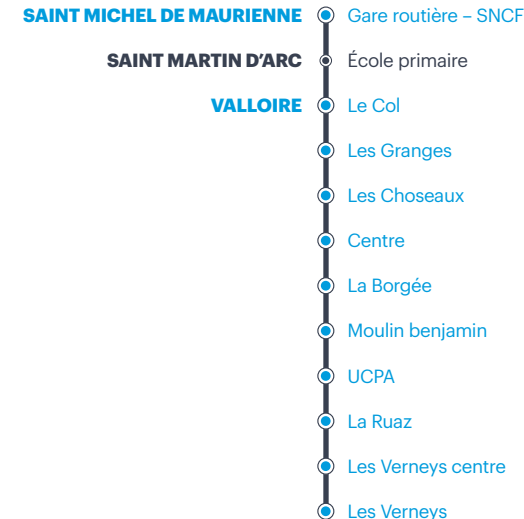 SAINT MICHEL DE MAURIENNE Gare routière – SNCF
SAINT MARTIN D'ARC École primaire
VALLOIRE Le Col
Les Granges
Les Choseaux
Centre
La Borgée
Moulin benjamin
UCPA
La Ruaz
Les Verneys centre
Les Verneys